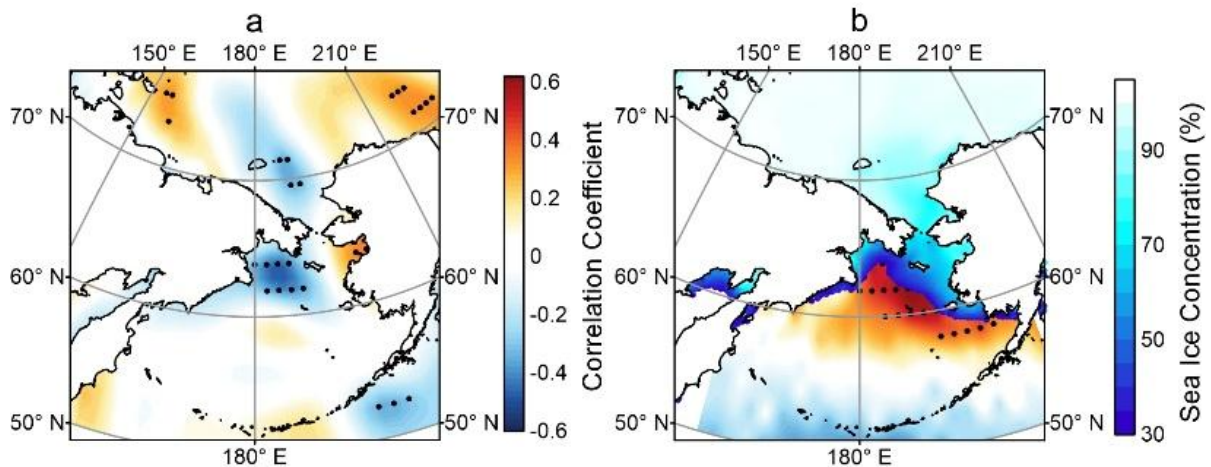 a
b
150° E
180° E
210° E
150° E
180° E
210° E
70° N
70° N
70° N
70° N
60° N
60° N
60° N
60° N
50° N
50° N
50° N
50° N
180° E
180° E
0.6
0.4
0.2
0
-0.2
-0.4
-0.6
Correlation Coefficient
90
70
50
30
Sea Ice Concentration (%)